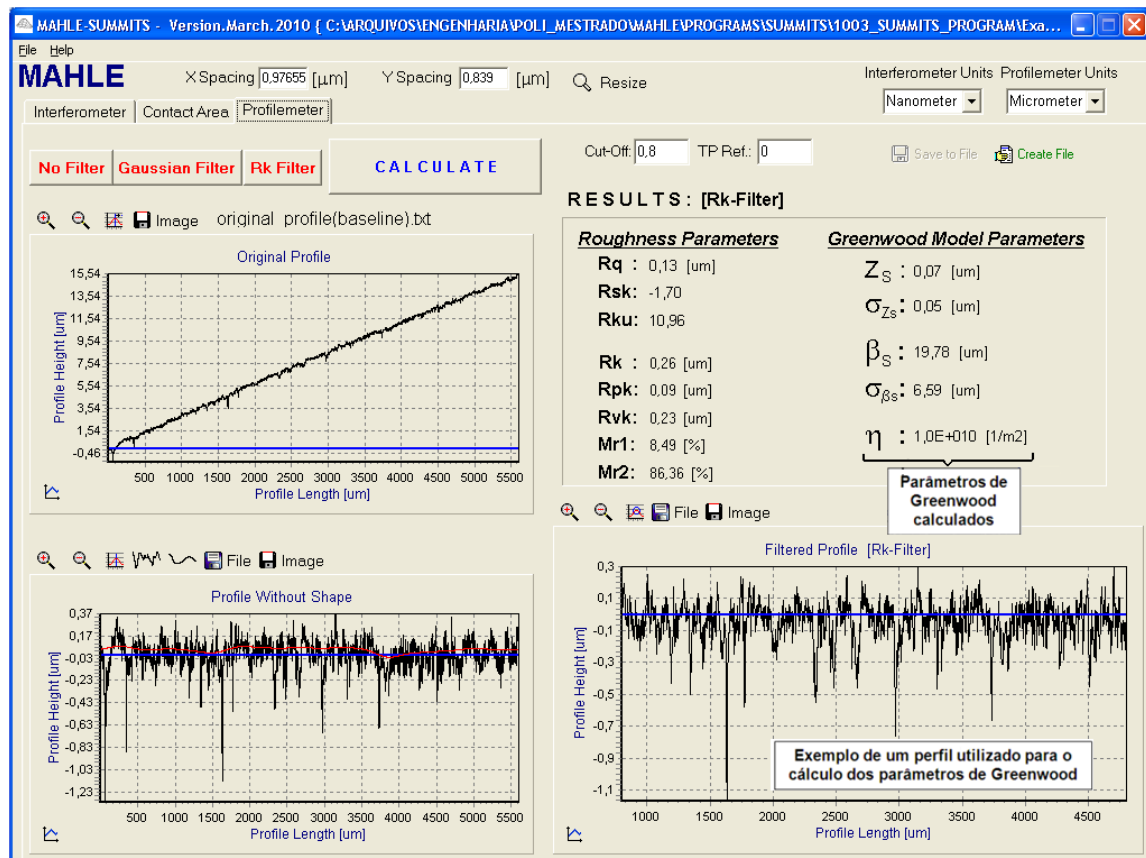 MAHLE-SUMMITS - Version.March.2010 { C:\ARQUIVOS\ENGENHARIA\POLI_MESTRADO\MAHLE\PROGRAMS\SUMMITS\1003_SUMMITS_PROGRAM\Exa...
File Help
MAHLE
X Spacing 0,97655 [µm] Y Spacing 0,839 [µm] Resize
Interferometer Units Profilemeter Units
Nanometer Micrometer
Interferometer Contact Area Profilemeter
No Filter Gaussian Filter Rk Filter CALCULATE
Cut-Off: 0,8 TP Ref.: 0
Save to File Create File
Image original profile(baseline).txt
Original Profile
Profile Height [um]
15,54
13,54
11,54
9,54
7,54
5,54
3,54
1,54
-0,46
500 1000 1500 2000 2500 3000 3500 4000 4500 5000 5500
Profile Length [um]
RESULTS: [Rk-Filter]
Roughness Parameters
Rq : 0,13 [um]
Rsk: -1,70
Rku: 10,96
Rk : 0,26 [um]
Rpk: 0,09 [um]
Rvk: 0,23 [um]
Mr1: 8,49 [%]
Mr2: 86,36 [%]
Greenwood Model Parameters
ZS : 0,07 [um]
σZs: 0,05 [um]
βS : 19,78 [um]
σβs: 6,59 [um]
η : 1,0E+010 [1/m2]
Parâmetros de
Greenwood
calculados
File Image
Profile Without Shape
Profile Height [um]
0,37
0,17
-0,03
-0,23
-0,43
-0,63
-0,83
-1,03
-1,23
500 1000 1500 2000 2500 3000 3500 4000 4500 5000 5500
Profile Length [um]
File Image
Filtered Profile [Rk-Filter]
Profile Height [um]
0,3
0,1
-0,1
-0,3
-0,5
-0,7
-0,9
-1,1
Exemplo de um perfil utilizado para o
cálculo dos parâmetros de Greenwood
1000 1500 2000 2500 3000 3500 4000 4500
Profile Length [um]